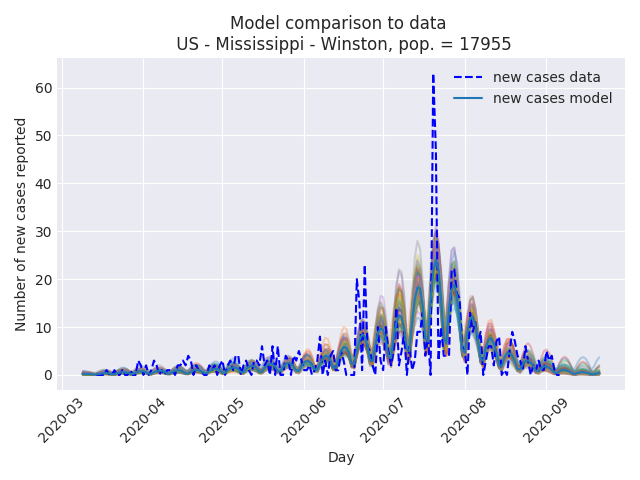 Model comparison to data
US - Mississippi - Winston, pop. = 17955
new cases data
new cases model
Number of new cases reported
60
50
40
30
20
10
0
2020-03
2020-04
2020-05
2020-06
2020-07
2020-08
2020-09
Day